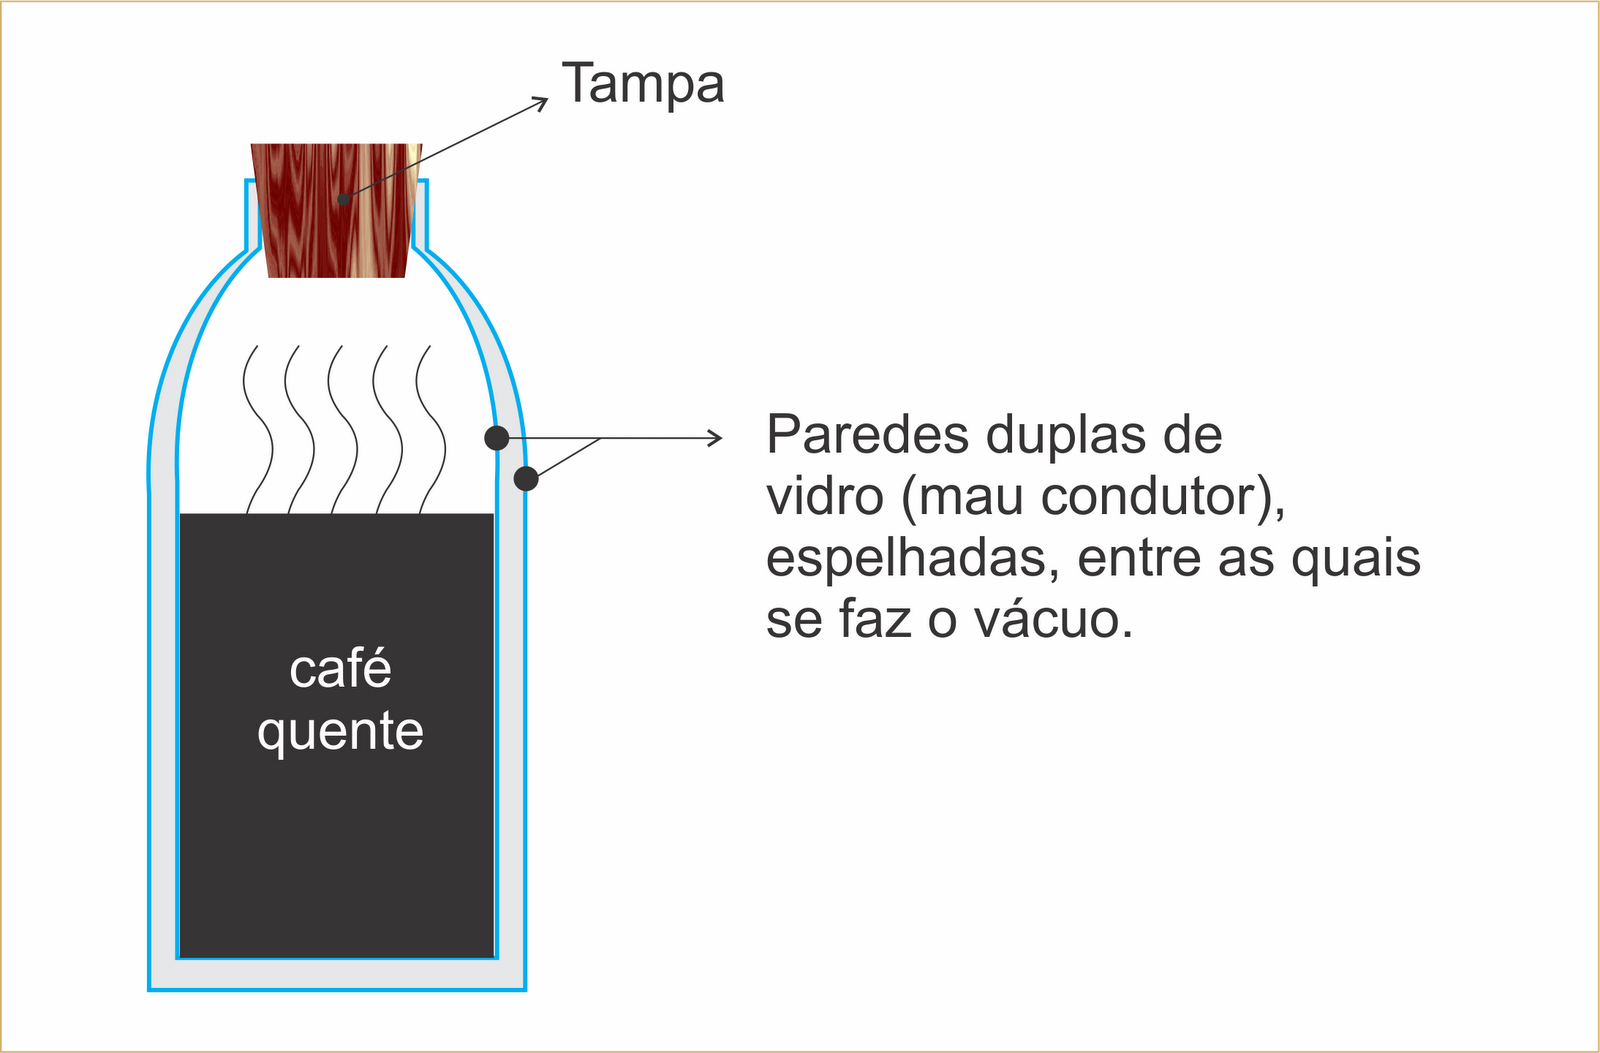 Tampa
Paredes duplas de
vidro (mau condutor),
espelhadas, entre as quais
se faz o vácuo.
café
quente